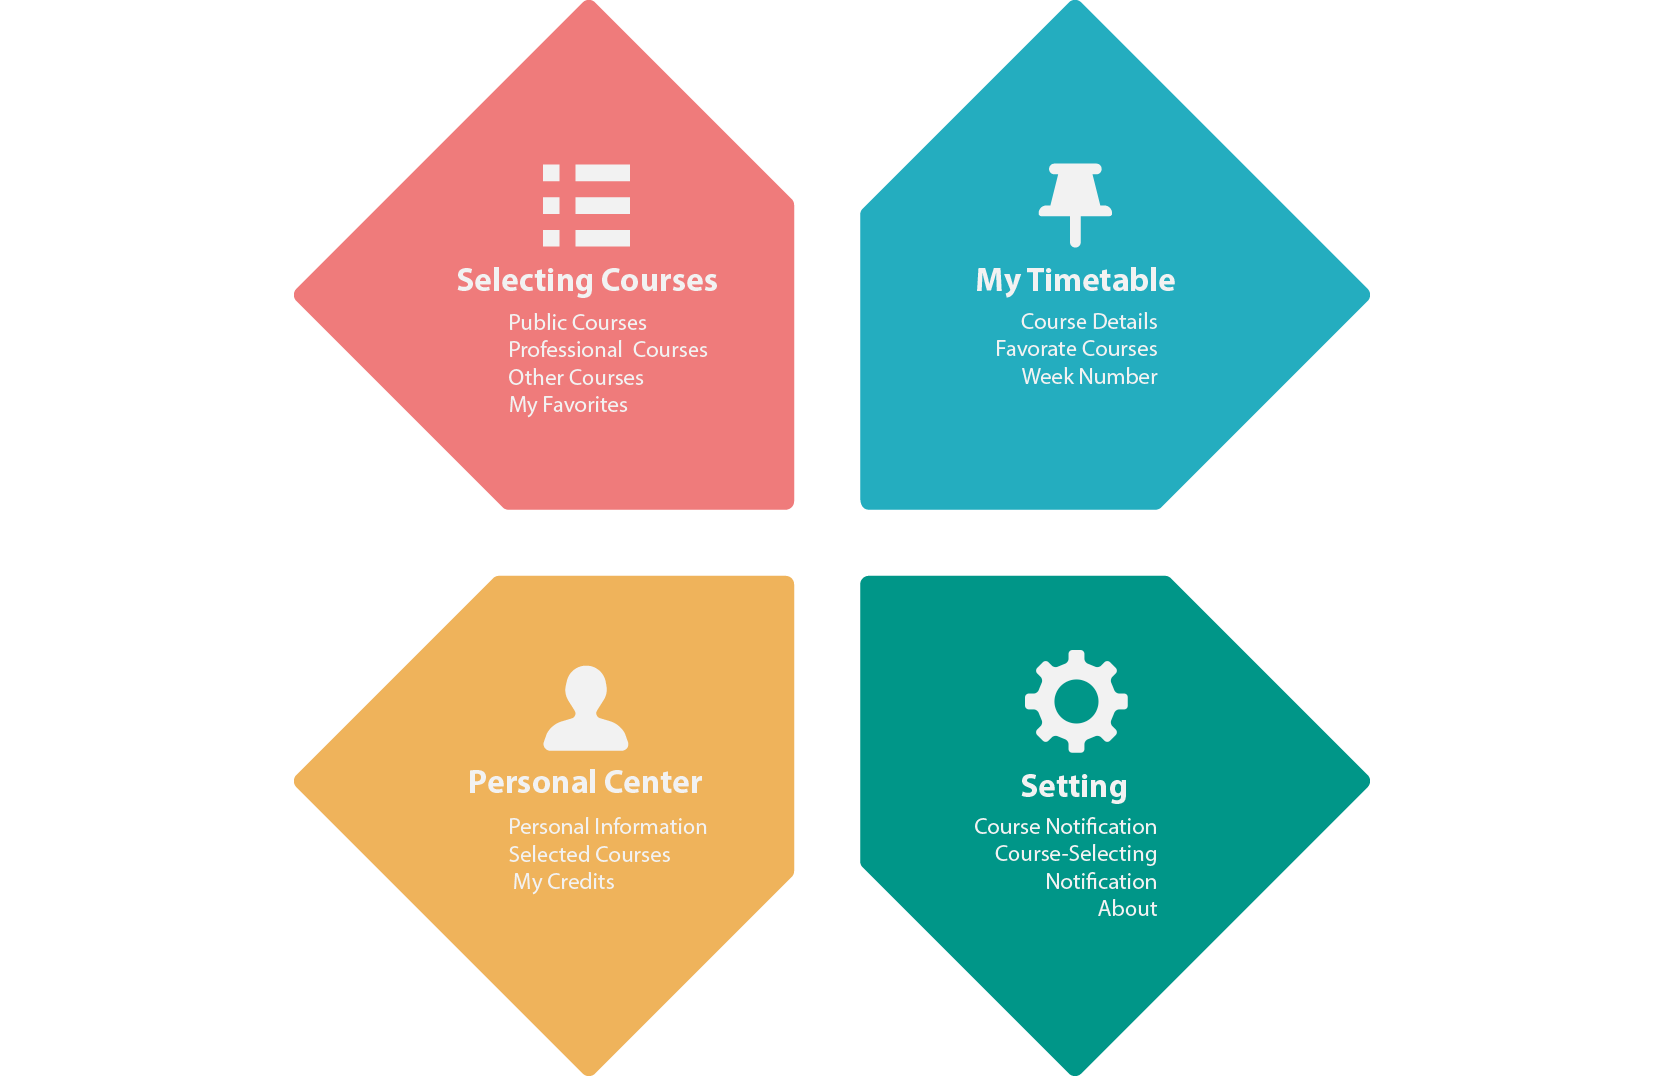 Selecting Courses
Public Courses
Professional Courses
Other Courses
My Favorites
My Timetable
Course Details
Favorate Courses
Week Number
Personal Center
Personal Information
Selected Courses
My Credits
Setting
Course Notification
Course-Selecting
Notification
About